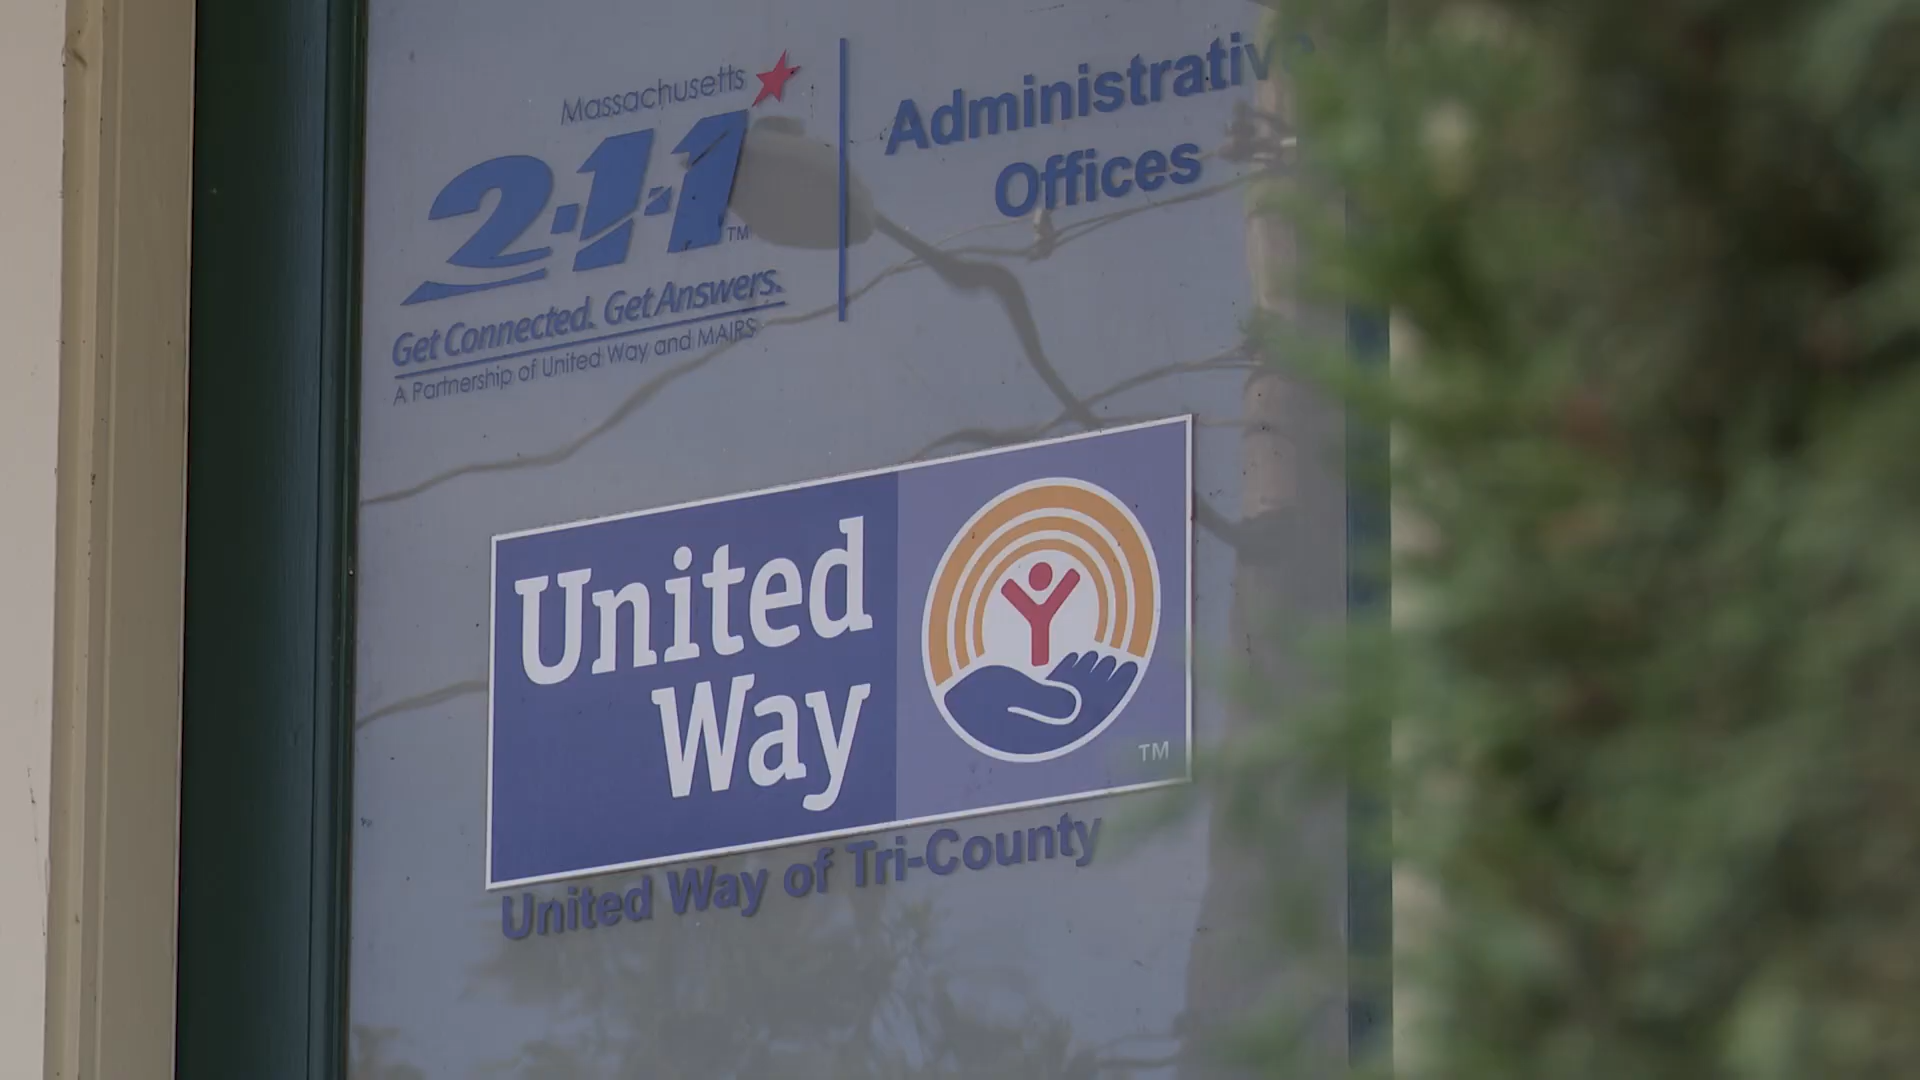 Massachusetts
2-1-1
TM
Get Connected. Get Answers.
A Partnership of United Way and MAIRS
Administrative
Offices
United
Way
TM
United Way of Tri-County